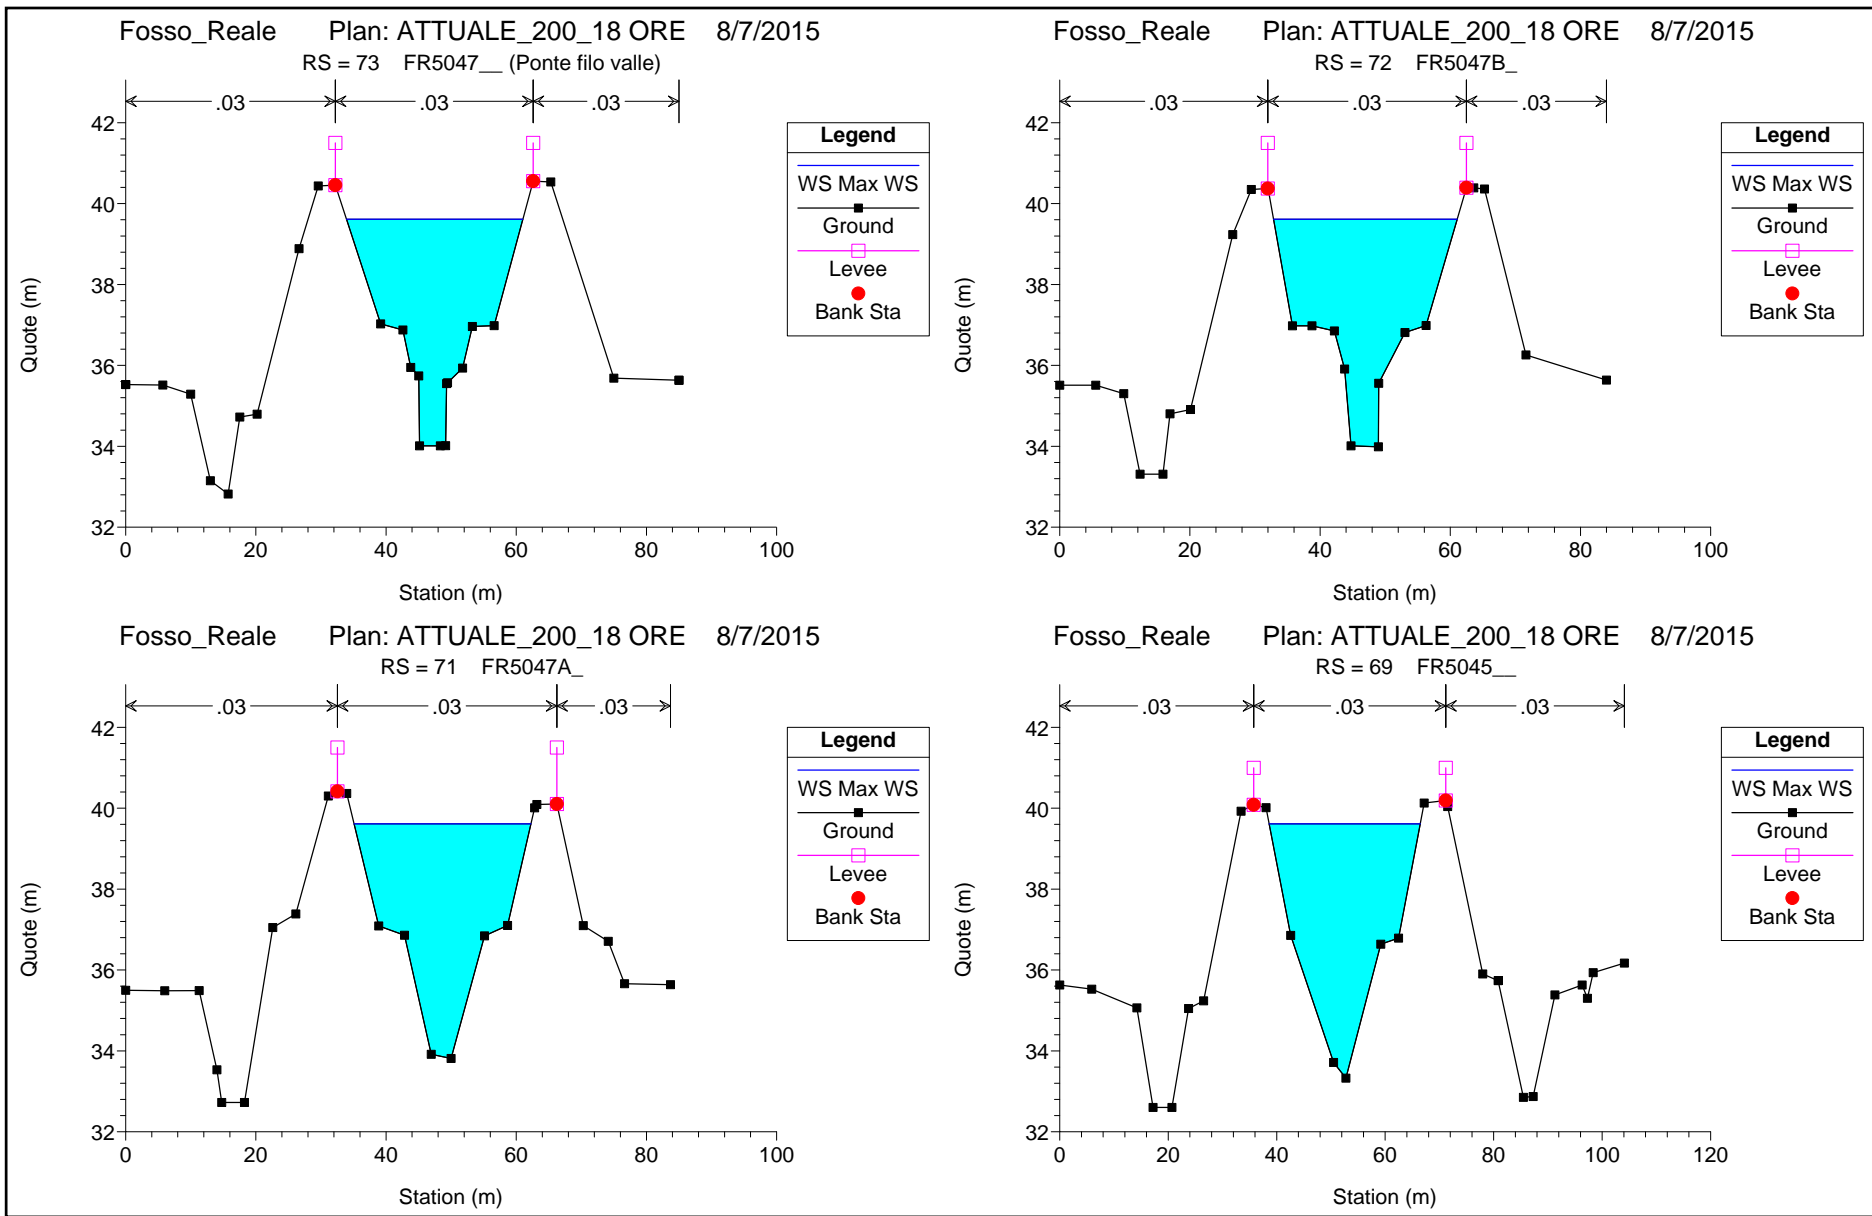 Fosso_Reale Plan: ATTUALE_200_18 ORE 8/7/2015
RS = 73 FR5047__ (Ponte filo valle)
.03 .03 .03
Legend
WS Max WS
Ground
Levee
Bank Sta
Quote (m)
42
40
38
36
34
32
0 20 40 60 80 100
Station (m)
Fosso_Reale Plan: ATTUALE_200_18 ORE 8/7/2015
RS = 72 FR5047B_
.03 .03 .03
Legend
WS Max WS
Ground
Levee
Bank Sta
Quote (m)
42
40
38
36
34
32
0 20 40 60 80 100
Station (m)
Fosso_Reale Plan: ATTUALE_200_18 ORE 8/7/2015
RS = 71 FR5047A_
.03 .03 .03
Legend
WS Max WS
Ground
Levee
Bank Sta
Quote (m)
42
40
38
36
34
32
0 20 40 60 80 100
Station (m)
Fosso_Reale Plan: ATTUALE_200_18 ORE 8/7/2015
RS = 69 FR5045__
.03 .03 .03
Legend
WS Max WS
Ground
Levee
Bank Sta
Quote (m)
42
40
38
36
34
32
0 20 40 60 80 100 120
Station (m)